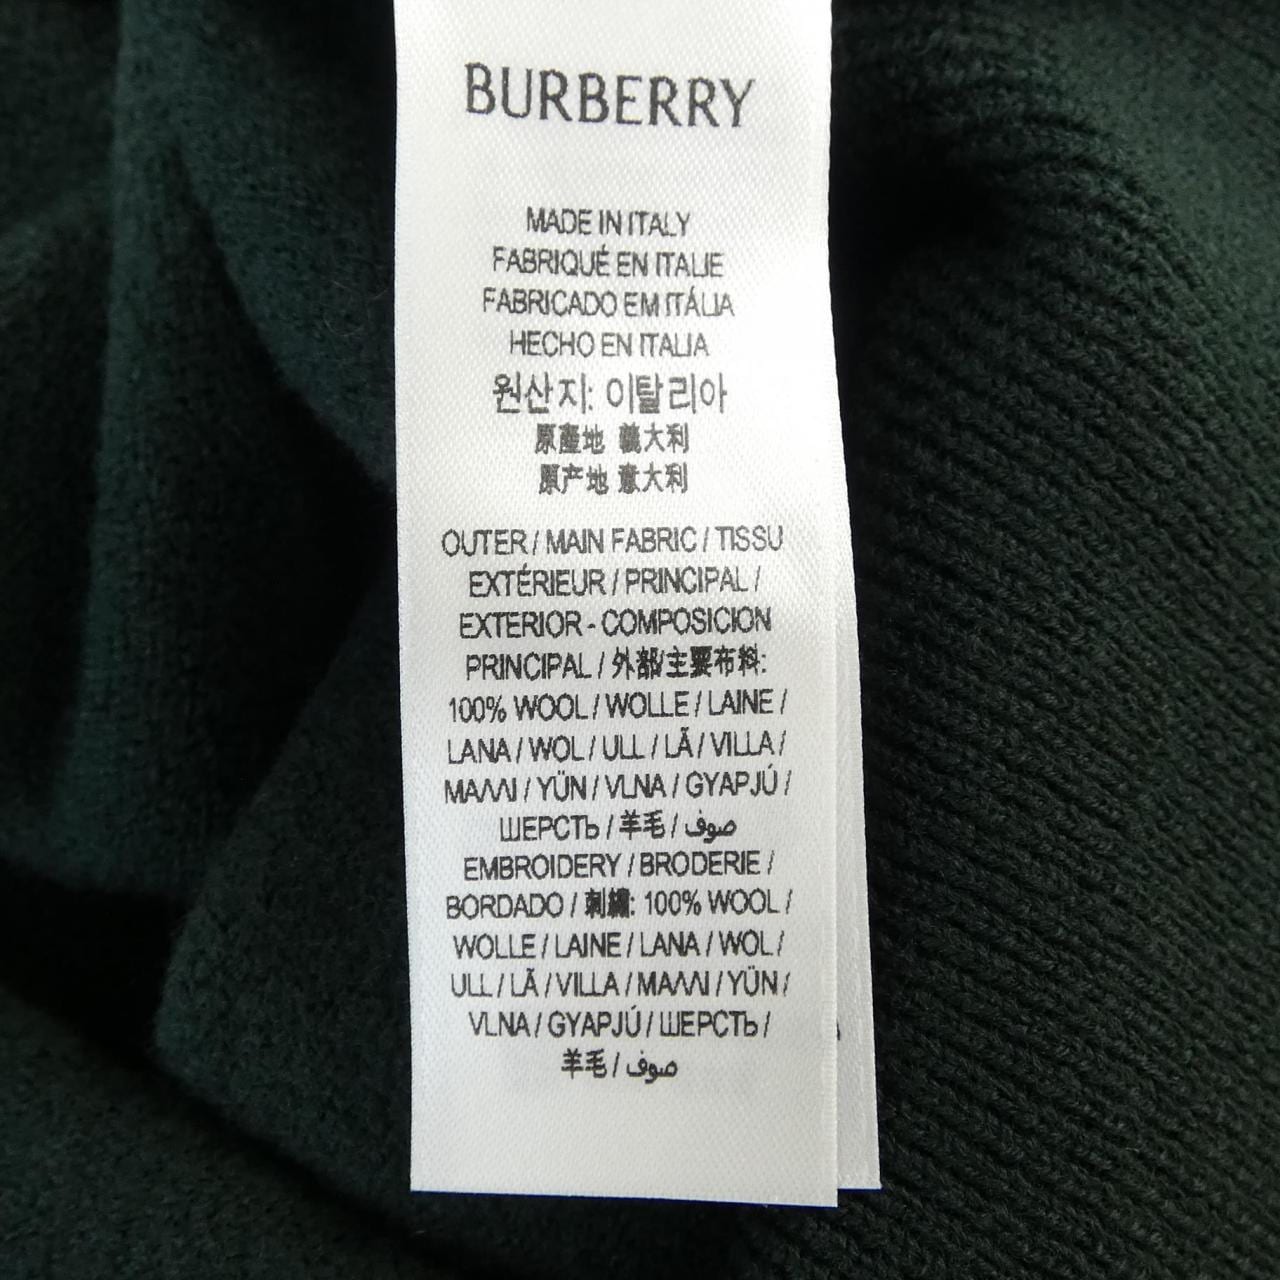 BURBERRY
MADE IN ITALY
FABRIQUÉ EN ITALIE
FABRICADO EM ITÁLIA
HECHO EN ITALIA
원산지: 이탈리아
原產地 義大利
原产地 意大利
OUTER / MAIN FABRIC / TISSU
EXTÉRIEUR / PRINCIPAL /
EXTERIOR - COMPOSICION
PRINCIPAL / 外部/主要布料:
100% WOOL / WOLLE / LAINE /
LANA / WOL / ULL / LÃ / VILLA /
ΜΑΛΛΙ / YÜN / VLNA / GYAPJÚ /
ШЕРСТЬ / 羊毛 / صوف
EMBROIDERY / BRODERIE /
BORDADO / 刺繡: 100% WOOL /
WOLLE / LAINE / LANA / WOL /
ULL / LÃ / VILLA / ΜΑΛΛΙ / YÜN /
VLNA / GYAPJÚ / ШЕРСТЬ /
羊毛 / صوف